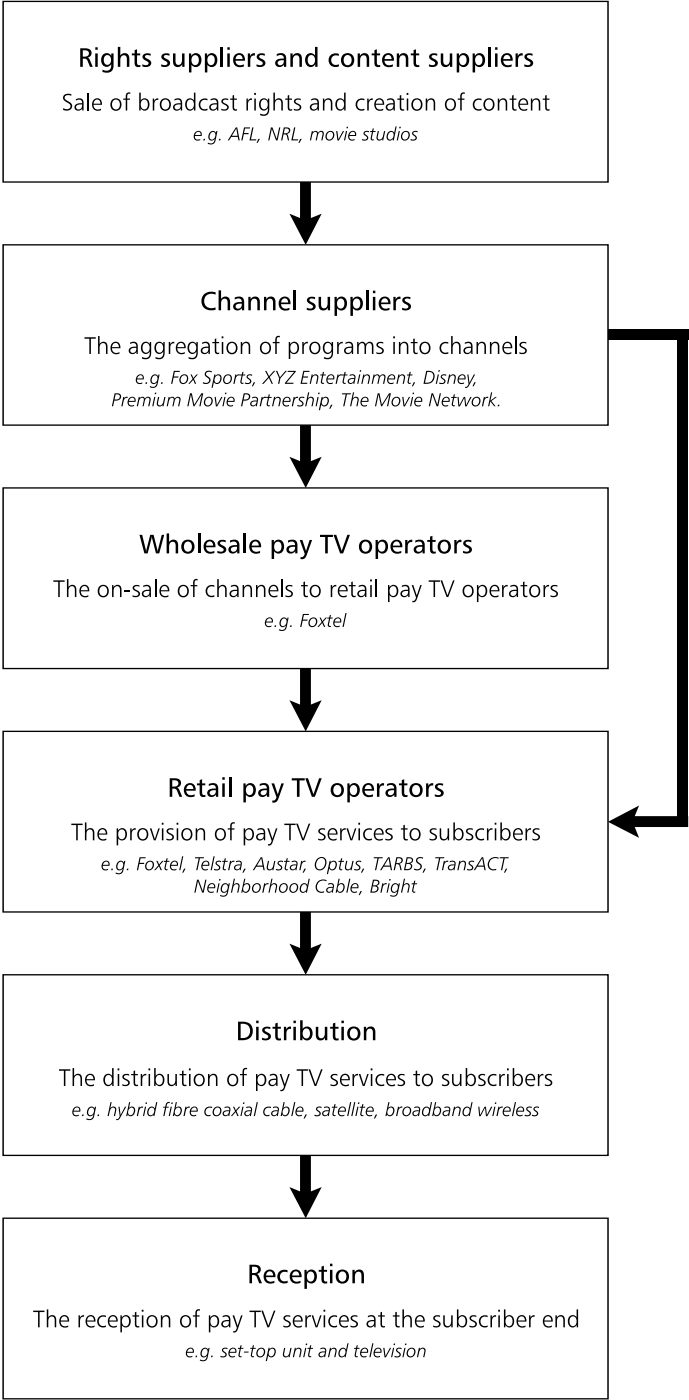 Rights suppliers and content suppliers
Sale of broadcast rights and creation of content
e.g. AFL, NRL, movie studios
Channel suppliers
The aggregation of programs into channels
e.g. Fox Sports, XYZ Entertainment, Disney,
Premium Movie Partnership, The Movie Network.
Wholesale pay TV operators
The on-sale of channels to retail pay TV operators
e.g. Foxtel
Retail pay TV operators
The provision of pay TV services to subscribers
e.g. Foxtel, Telstra, Austar, Optus, TARBS, TransACT,
Neighborhood Cable, Bright
Distribution
The distribution of pay TV services to subscribers
e.g. hybrid fibre coaxial cable, satellite, broadband wireless
Reception
The reception of pay TV services at the subscriber end
e.g. set-top unit and television